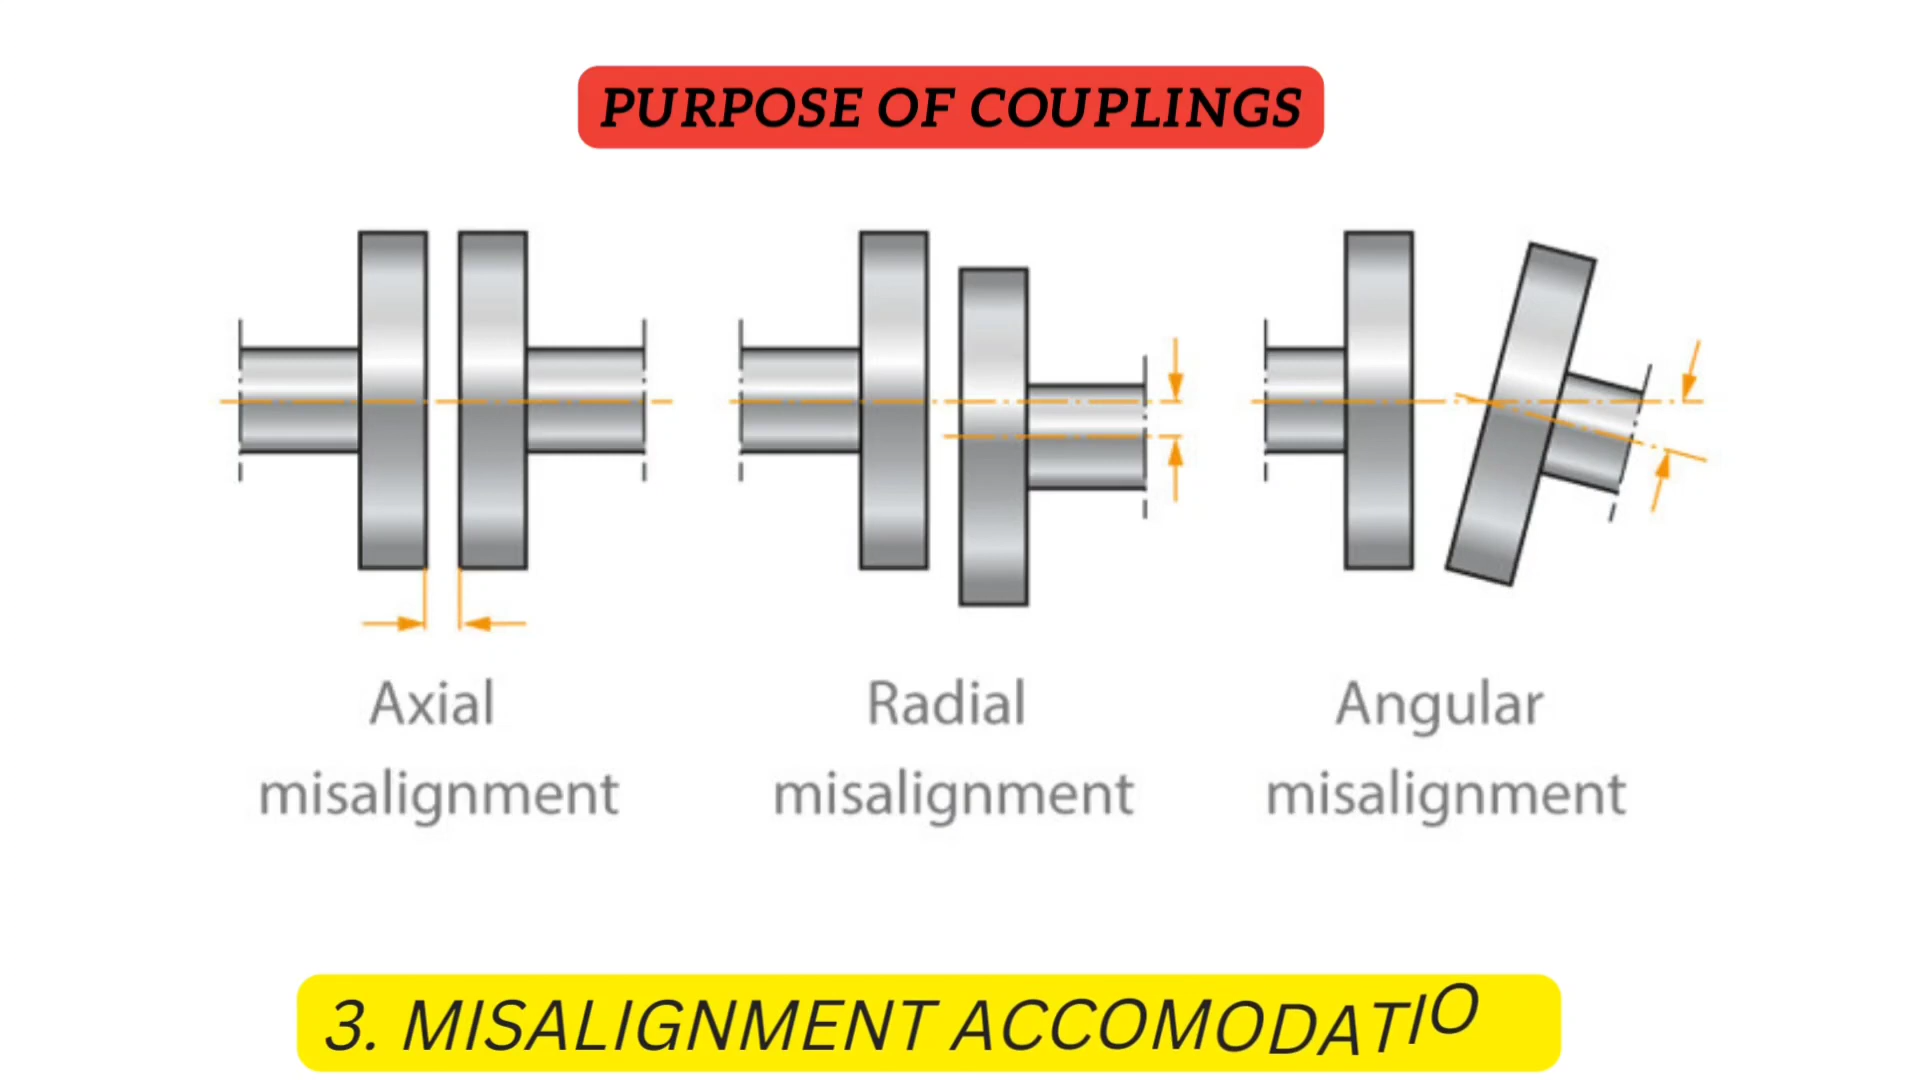 PURPOSE OF COUPLINGS
Axial
misalignment
Radial
misalignment
Angular
misalignment
3. MISALIGNMENT ACCOMODATIO